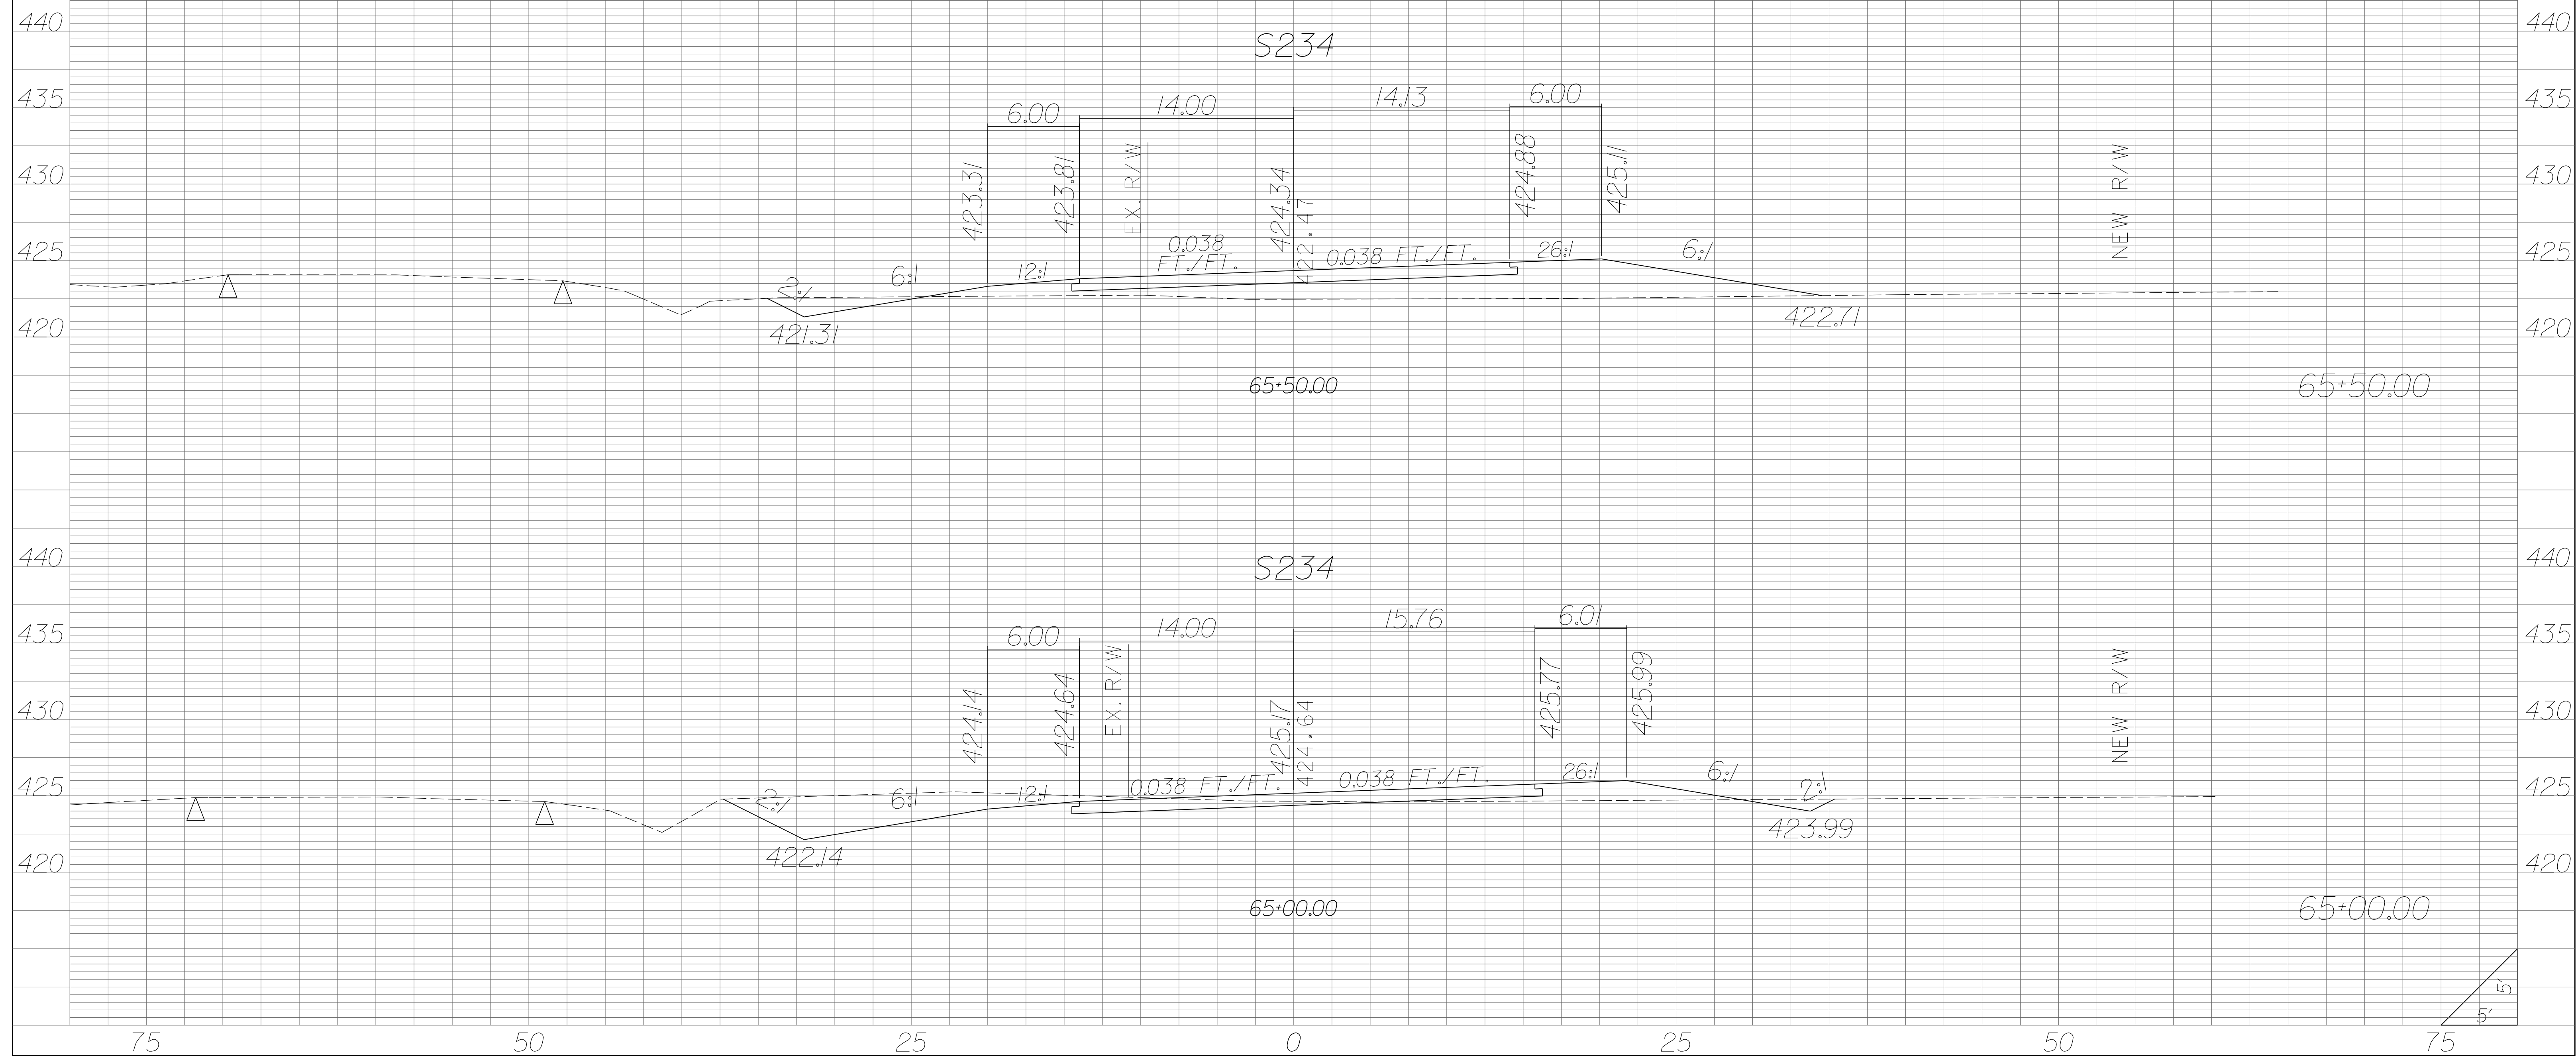 440 440
S234
435 435
6.00 14.00 14.13 6.00
430 430
423.31 423.81 EX. R/W 424.34 422.47 424.88 425.11 NEW R/W
425 425
2:1 6:1 12:1 0.038 FT./FT. 0.038 FT./FT. 26:1 6:1
420 420
421.31 422.71
65+50.00 65+50.00
440 440
S234
435 435
6.00 14.00 15.76 6.01
430 430
424.14 424.64 EX. R/W 425.17 424.64 425.77 425.99 NEW R/W
425 425
2:1 6:1 12:1 0.038 FT./FT. 0.038 FT./FT. 26:1 6:1 2:1
420 420
422.14 423.99
65+00.00 65+00.00
5' 5'
75 50 25 0 25 50 75